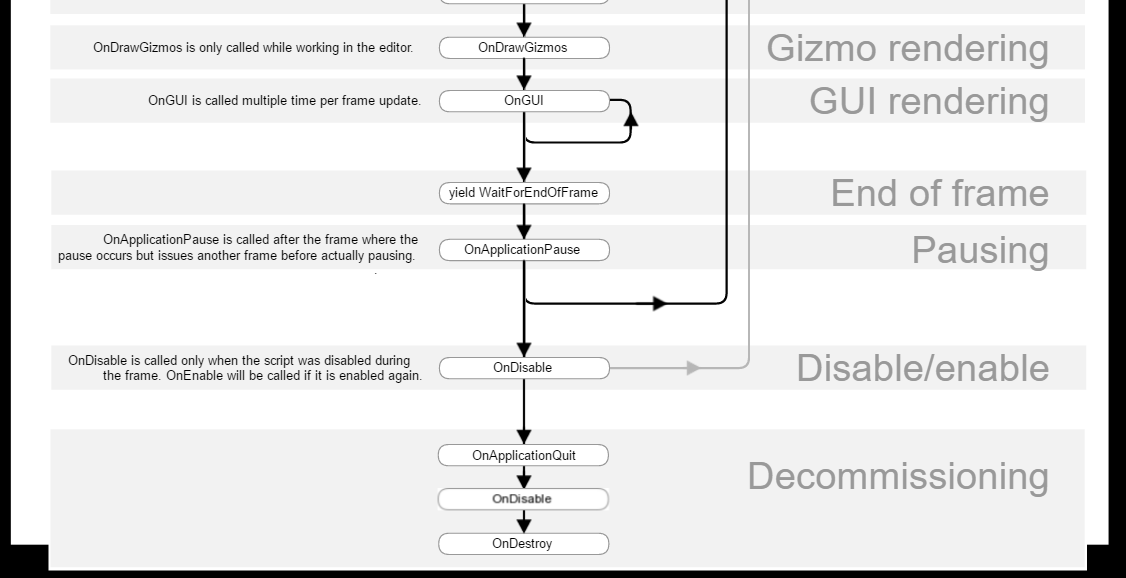 OnDrawGizmos is only called while working in the editor.
OnDrawGizmos
Gizmo rendering
OnGUI is called multiple time per frame update.
OnGUI
GUI rendering
yield WaitForEndOfFrame
End of frame
OnApplicationPause is called after the frame where the
pause occurs but issues another frame before actually pausing.
.
OnApplicationPause
Pausing
OnDisable is called only when the script was disabled during
the frame. OnEnable will be called if it is enabled again.
OnDisable
Disable/enable
OnApplicationQuit
OnDisable
OnDestroy
Decommissioning